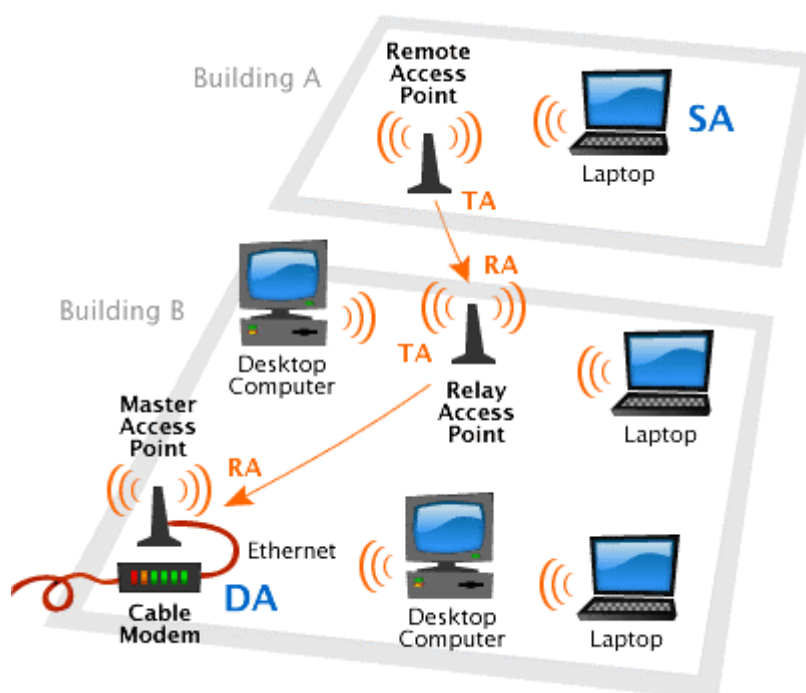 Remote
Access
Point
Building A
SA
Laptop
TA
RA
Building B
TA
Desktop
Computer
Relay
Access
Point
Laptop
Master
Access
Point
RA
Ethernet
DA
Cable
Modem
Desktop
Computer
Laptop